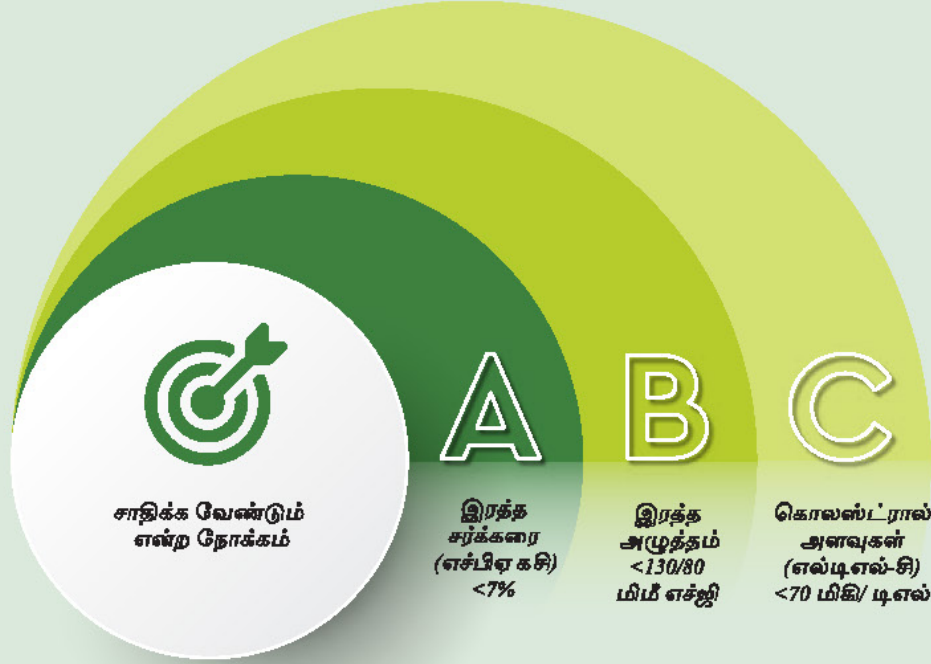 சாதிக்க வேண்டும்
என்ற நோக்கம்
A
இரத்த
சர்க்கரை
(எச்பிஏ கசி)
<7%
B
இரத்த
அழுத்தம்
<130/80
மிமீ எச்ஜி
C
கொலஸ்ட்ரால்
அளவுகள்
(எல்டிஎல்-சி)
<70 மிகி/ டிஎல்